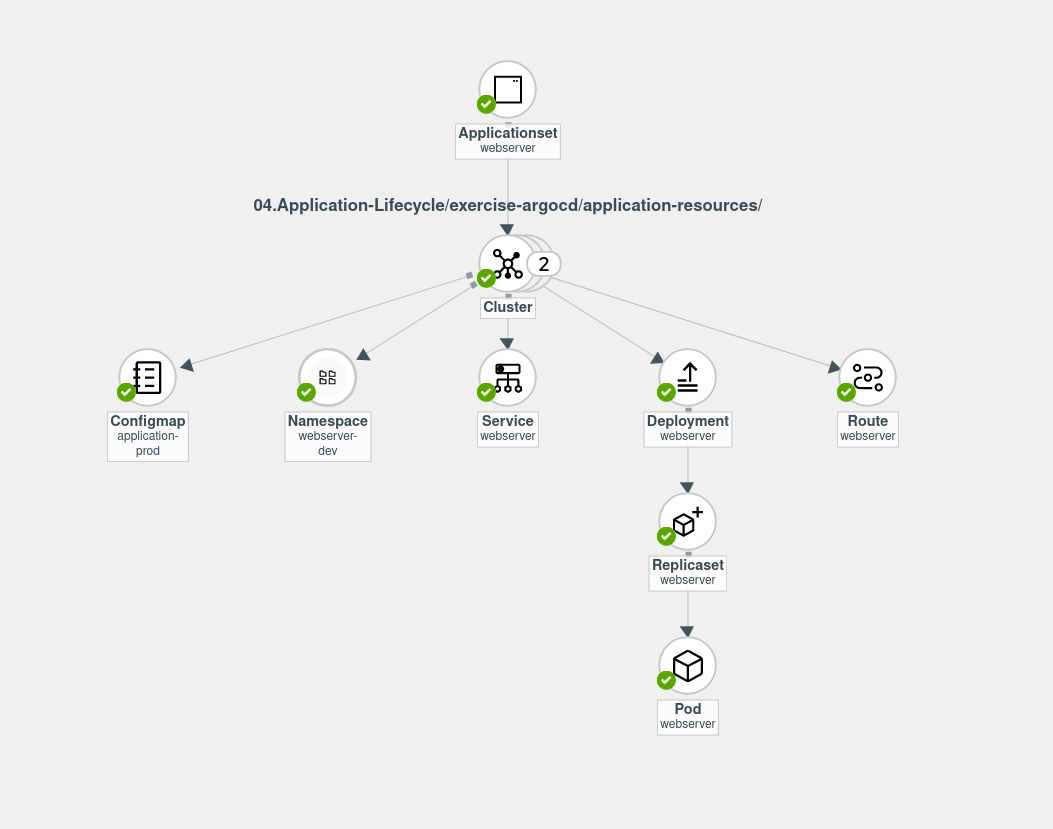 Applicationset
webserver
04.Application-Lifecycle/exercise-argocd/application-resources/
2
Cluster
Configmap
application-
prod
Namespace
webserver-
dev
Service
webserver
Deployment
webserver
Route
webserver
Replicaset
webserver
Pod
webserver